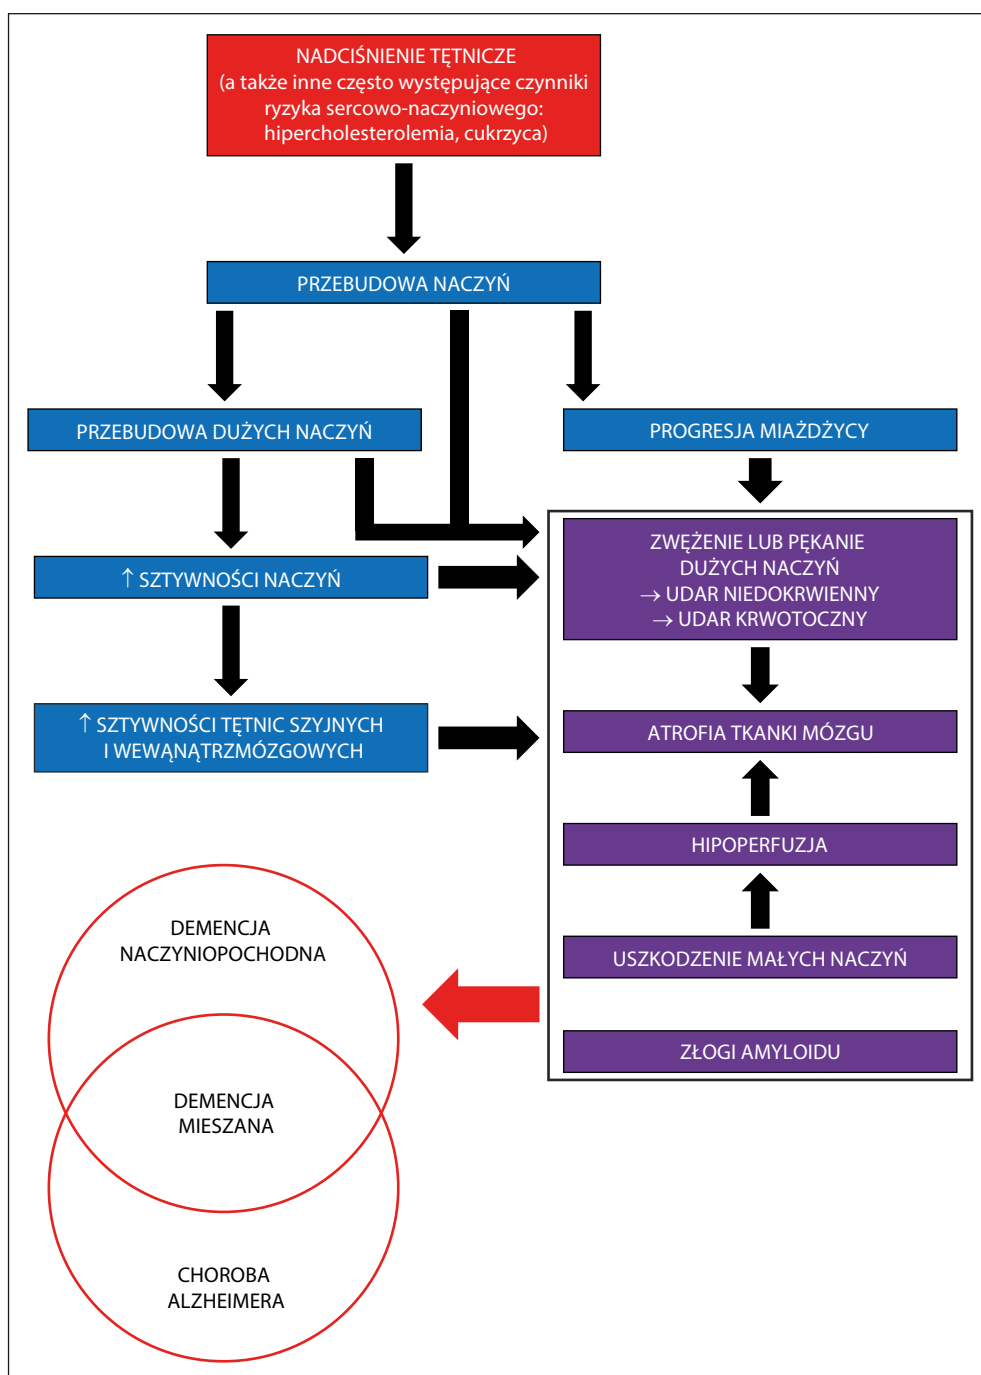 NADCIŚNIENIE TĘTNICZE
(a także inne często występujące czynniki
ryzyka sercowo-naczyniowego:
hipercholesterolemia, cukrzyca)
PRZEBUDOWA NACZYŃ
PRZEBUDOWA DUŻYCH NACZYŃ
PROGRESJA MIAŻDŻYCY
↑ SZTYWNOŚCI NACZYŃ
ZWĘŻENIE LUB PĘKANIE
DUŻYCH NACZYŃ
→ UDAR NIEDOKRWIENNY
→ UDAR KRWOTOCZNY
↑ SZTYWNOŚCI TĘTNIC SZYJNYCH
I WEWĄNĄTRZMÓZGOWYCH
ATROFIA TKANKI MÓZGU
HIPOPERFUZJA
USZKODZENIE MAŁYCH NACZYŃ
ZŁOGI AMYLOIDU
DEMENCJA
NACZYNIOPOCHODNA
DEMENCJA
MIESZANA
CHOROBA
ALZHEIMERA